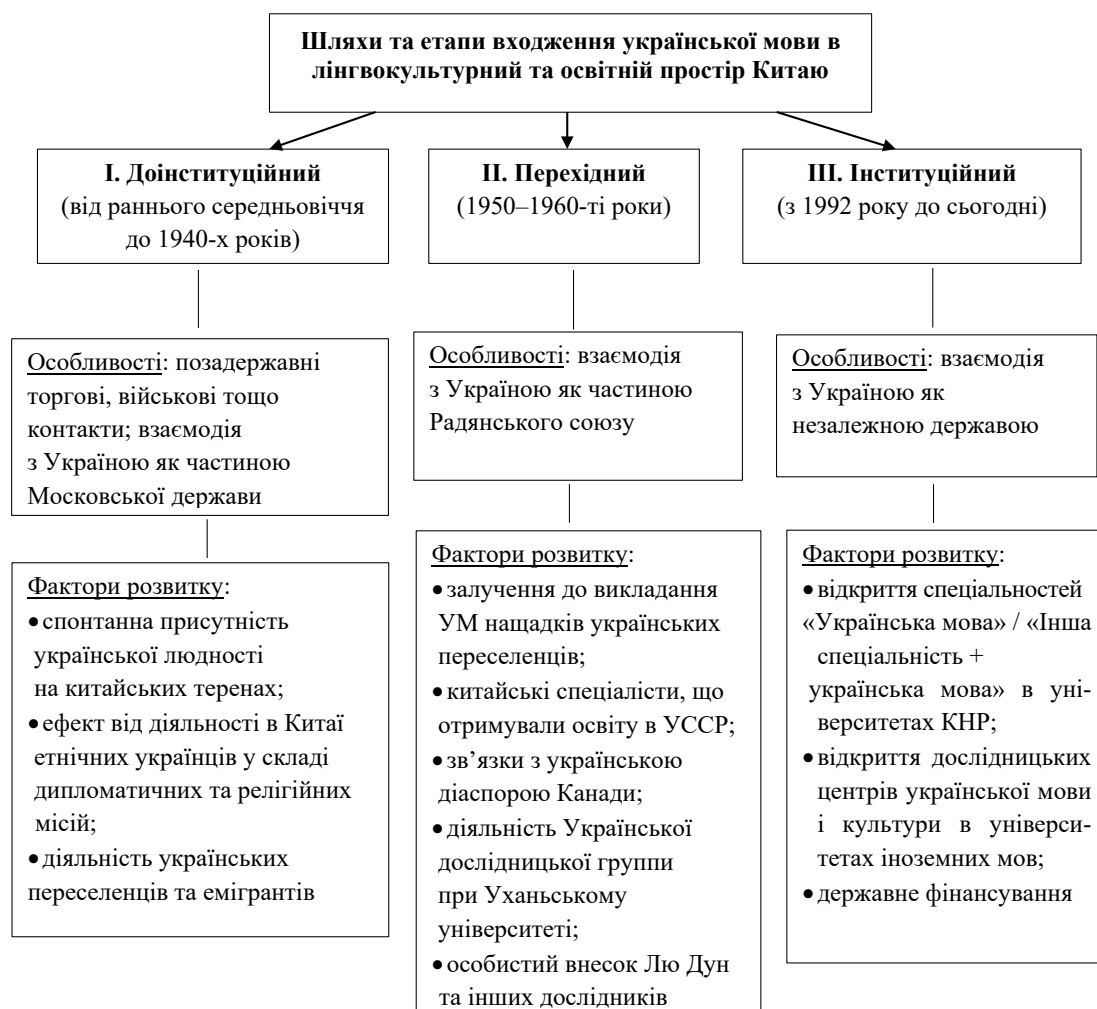 Шляхи та етапи входження української мови в
лінгвокультурний та освітній простір Китаю
І. Доінституційний
(від раннього середньовіччя
до 1940-х років)
ІІ. Перехідний
(1950–1960-ті роки)
ІІІ. Інституційний
(з 1992 року до сьогодні)
Особливості: позадержавні
торгові, військові тощо
контакти; взаємодія
з Україною як частиною
Московської держави
Особливості: взаємодія
з Україною як частиною
Радянського союзу
Особливості: взаємодія
з Україною як
незалежною державою
Фактори розвитку:
• спонтанна присутність
української людності
на китайських теренах;
• ефект від діяльності в Китаї
етнічних українців у складі
дипломатичних та релігійних
місій;
• діяльність українських
переселенців та емігрантів
Фактори розвитку:
• залучення до викладання
УМ нащадків українських
переселенців;
• китайські спеціалісти, що
отримували освіту в УССР;
• зв’язки з українською
діаспорою Канади;
• діяльність Української
дослідницької группи
при Уханьському
університеті;
• особистий внесок Лю Дун
та інших дослідників
Фактори розвитку:
• відкриття спеціальностей
«Українська мова» / «Інша
спеціальність +
українська мова» в уні-
верситетах КНР;
• відкриття дослідницьких
центрів української мови
і культури в універси-
тетах іноземних мов;
• державне фінансування